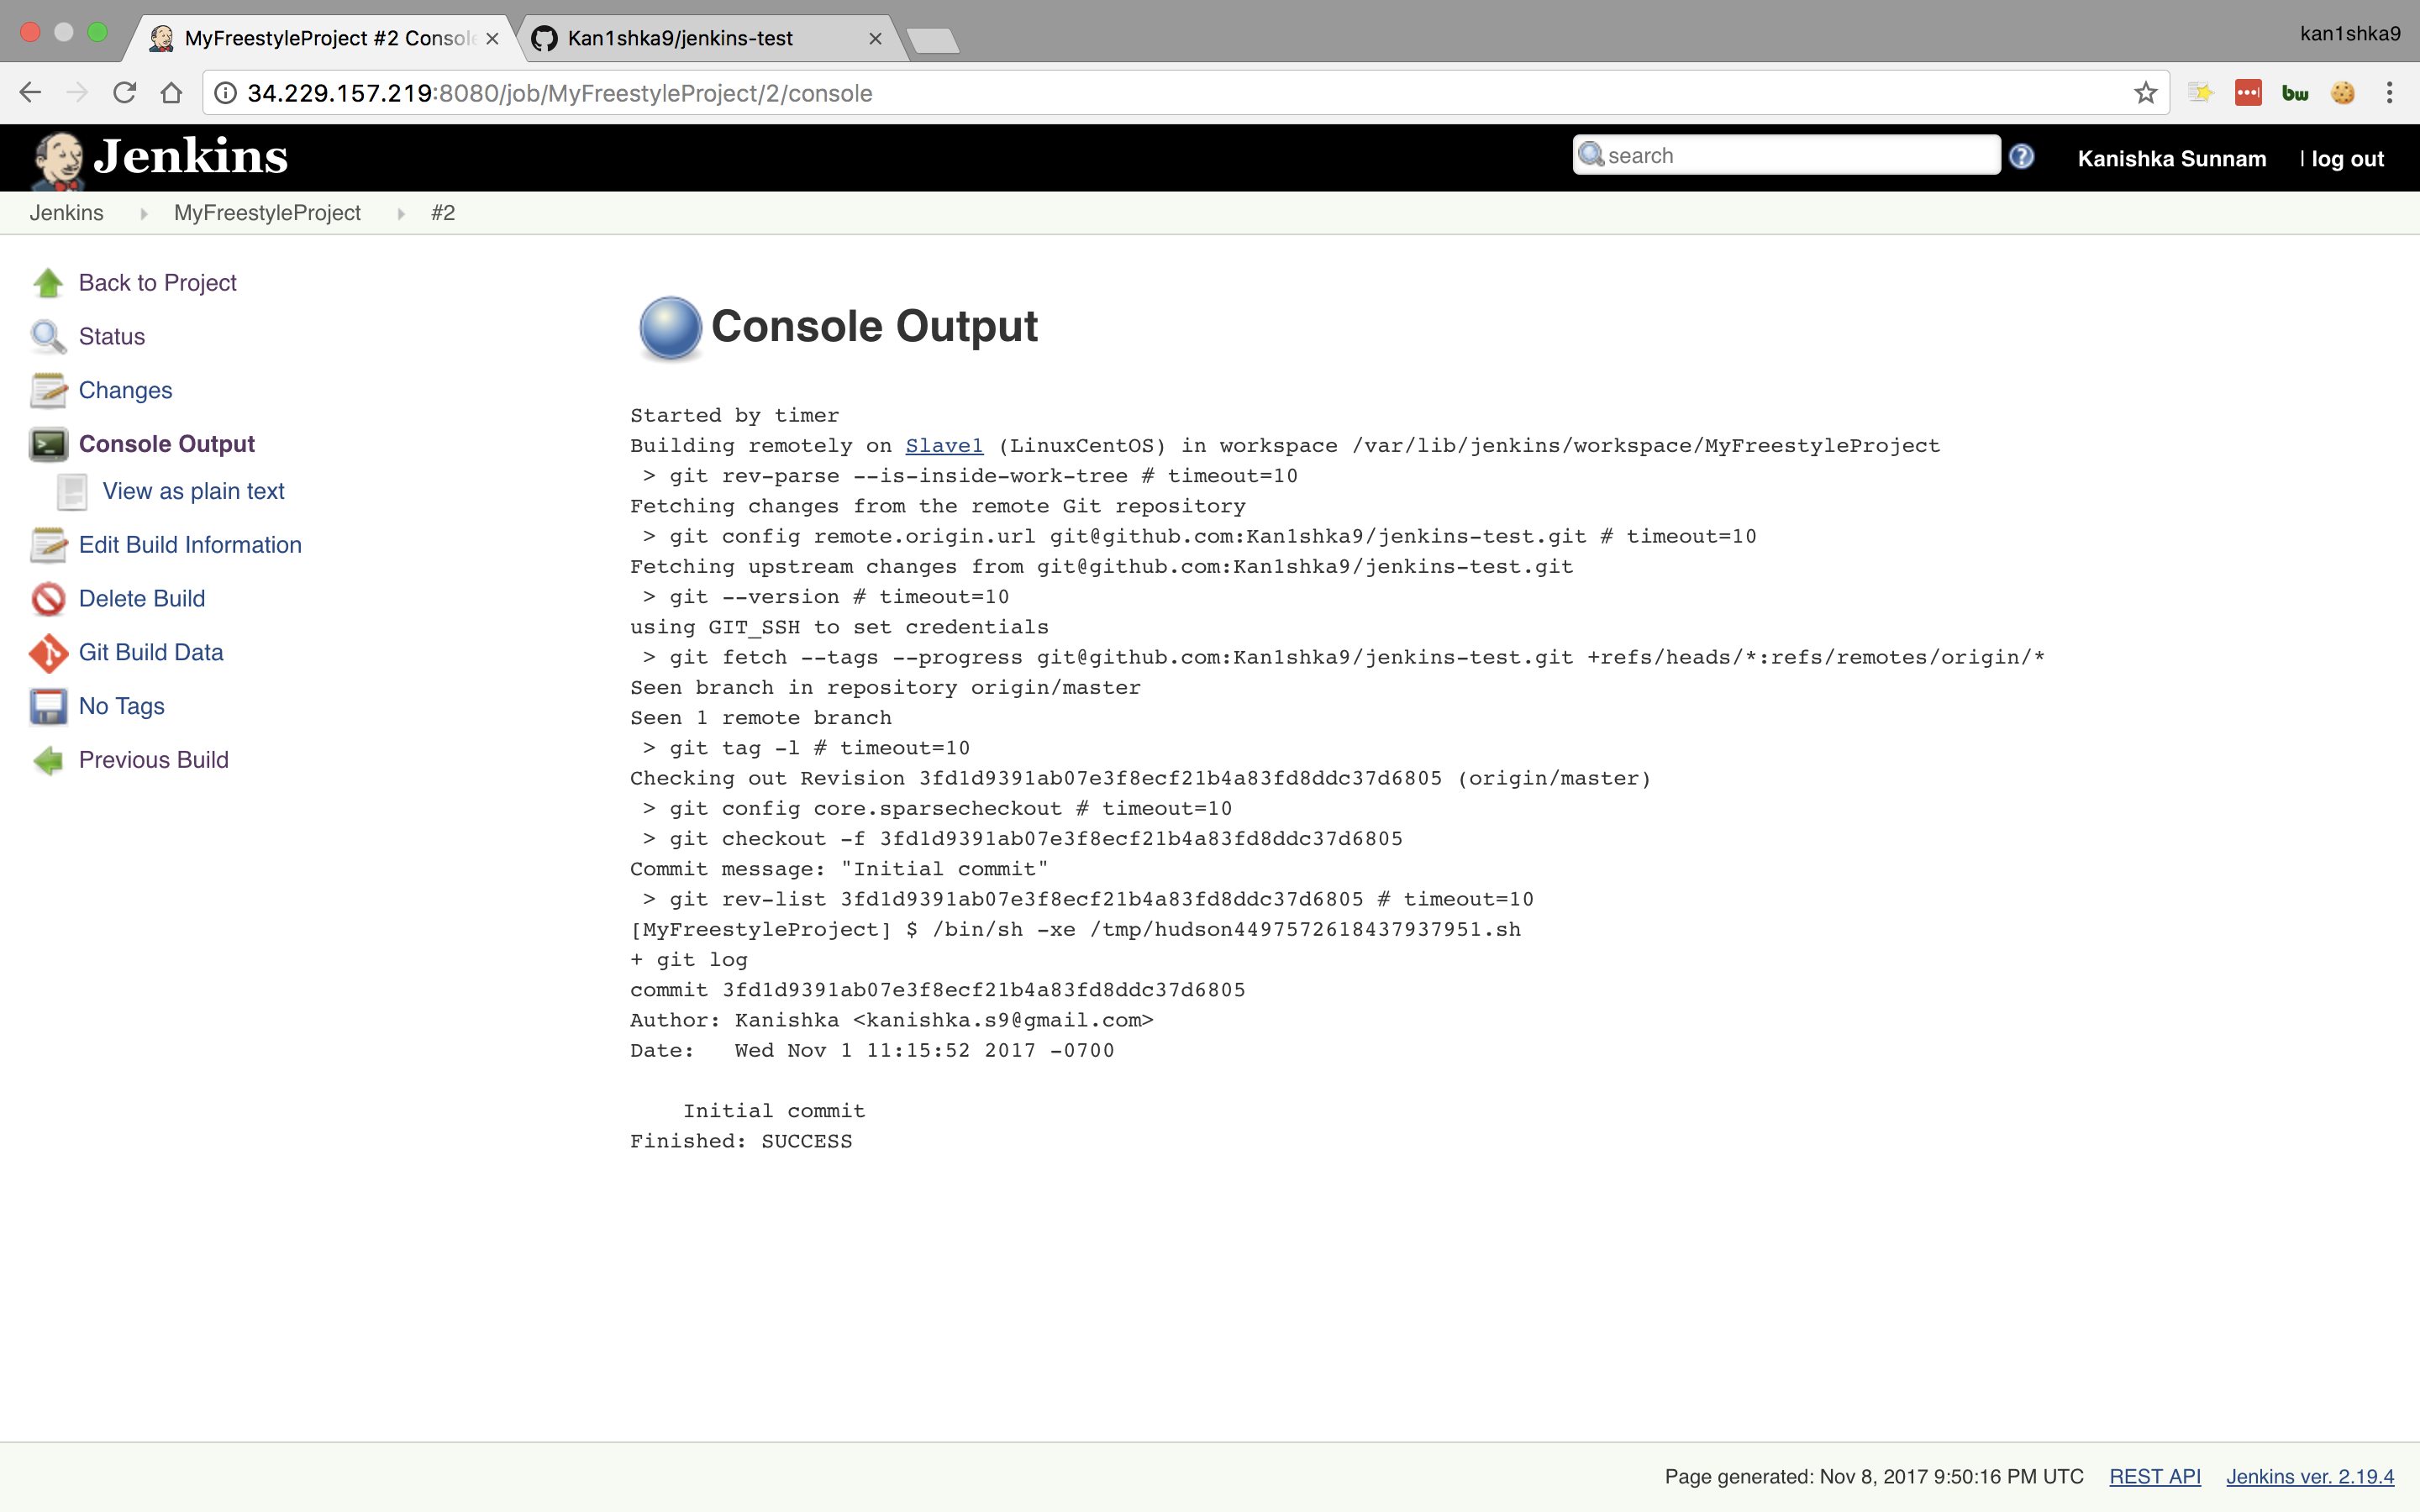 MyFreestyleProject #2 Console
Kan1shka9/jenkins-test
kan1shka9
34.229.157.219:8080/job/MyFreestyleProject/2/console
bw
Jenkins
search
Kanishka Sunnam
| log out
Jenkins
MyFreestyleProject
#2
Back to Project
Status
Changes
Console Output
View as plain text
Edit Build Information
Delete Build
Git Build Data
No Tags
Previous Build
Console Output
Started by timer
Building remotely on Slave1 (LinuxCentOS) in workspace /var/lib/jenkins/workspace/MyFreestyleProject
 > git rev-parse --is-inside-work-tree # timeout=10
Fetching changes from the remote Git repository
 > git config remote.origin.url git@github.com:Kan1shka9/jenkins-test.git # timeout=10
Fetching upstream changes from git@github.com:Kan1shka9/jenkins-test.git
 > git --version # timeout=10
using GIT_SSH to set credentials
 > git fetch --tags --progress git@github.com:Kan1shka9/jenkins-test.git +refs/heads/*:refs/remotes/origin/*
Seen branch in repository origin/master
Seen 1 remote branch
 > git tag -l # timeout=10
Checking out Revision 3fd1d9391ab07e3f8ecf21b4a83fd8ddc37d6805 (origin/master)
 > git config core.sparsecheckout # timeout=10
 > git checkout -f 3fd1d9391ab07e3f8ecf21b4a83fd8ddc37d6805
Commit message: "Initial commit"
 > git rev-list 3fd1d9391ab07e3f8ecf21b4a83fd8ddc37d6805 # timeout=10
[MyFreestyleProject] $ /bin/sh -xe /tmp/hudson4497572618437937951.sh
+ git log
commit 3fd1d9391ab07e3f8ecf21b4a83fd8ddc37d6805
Author: Kanishka <kanishka.s9@gmail.com>
Date:   Wed Nov 1 11:15:52 2017 -0700
    Initial commit
Finished: SUCCESS
Page generated: Nov 8, 2017 9:50:16 PM UTC
REST API
Jenkins ver. 2.19.4